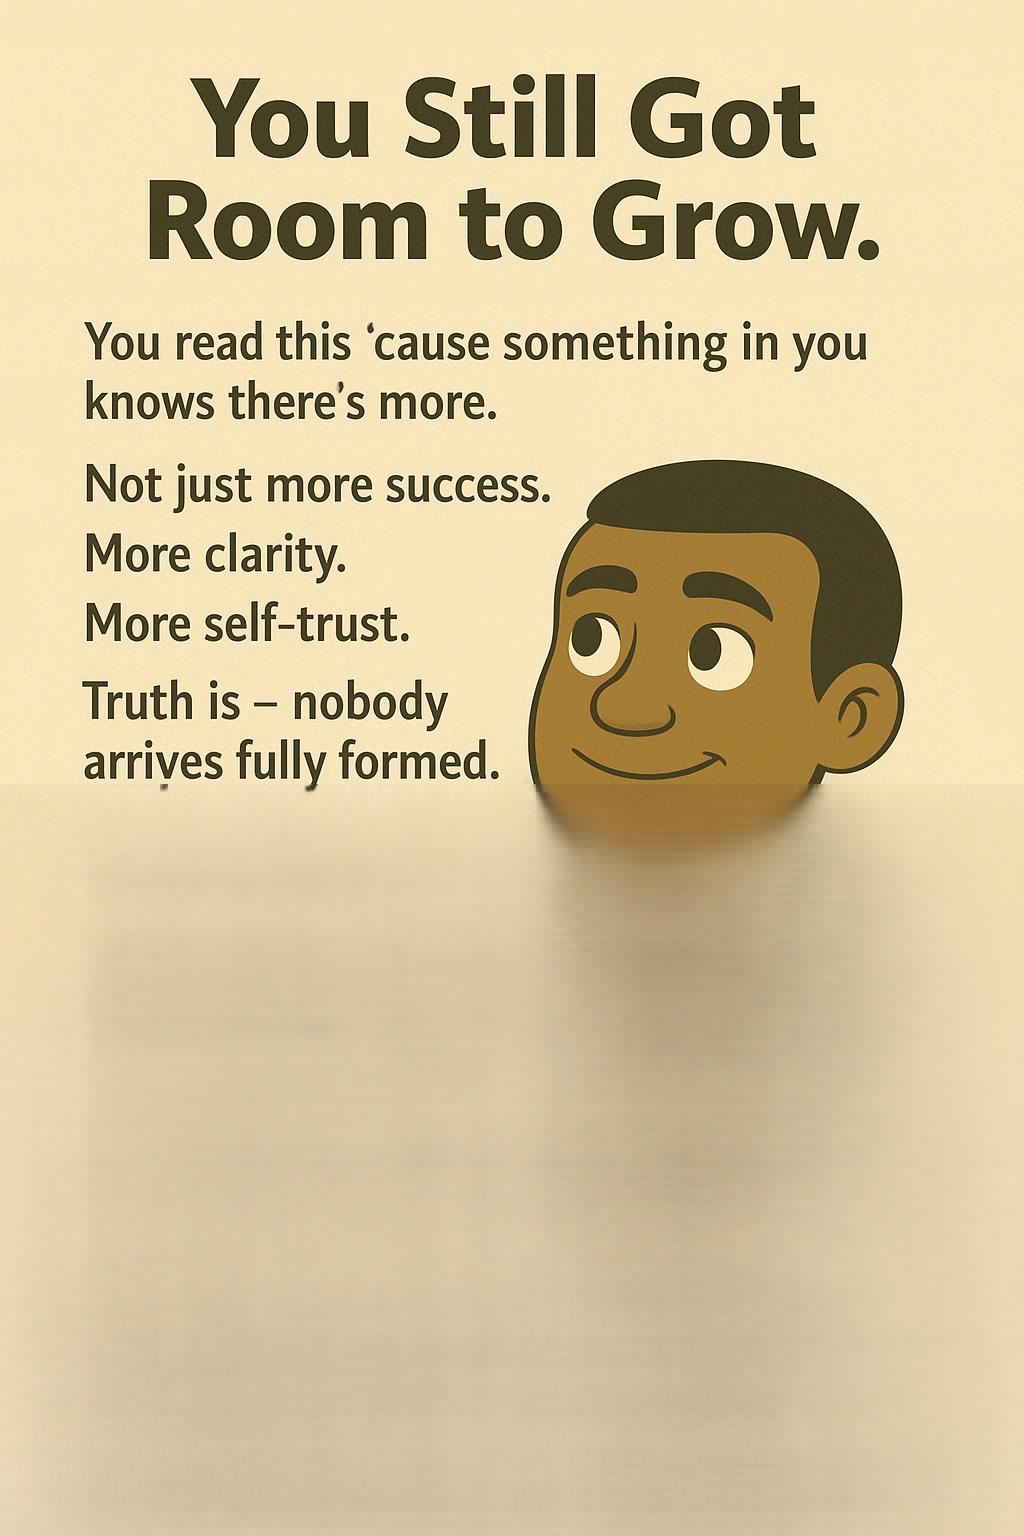 You Still Got
Room to Grow.
You read this ‘cause something in you
knows there’s more.
Not just more success.
More clarity.
More self-trust.
Truth is – nobody
arrives fully formed.